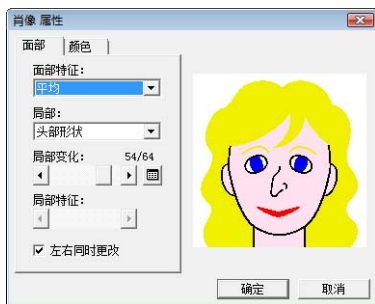 肖像 属性
面部 颜色
面部特征:
平均
局部:
头部形状
局部变化: 54/64
局部特征:
左右同时更改
确定 取消